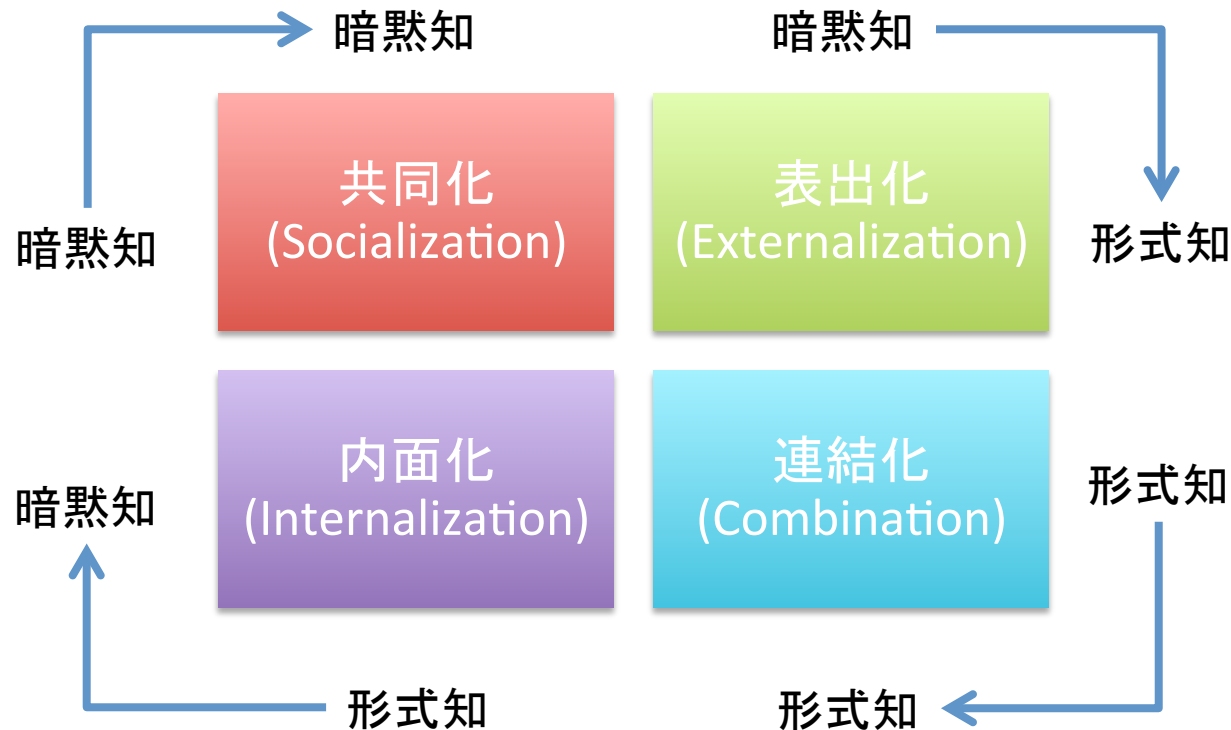 暗黙知
暗黙知
共同化
(Socialization)
表出化
(Externalization)
暗黙知
形式知
内面化
(Internalization)
連結化
(Combination)
暗黙知
形式知
形式知
形式知